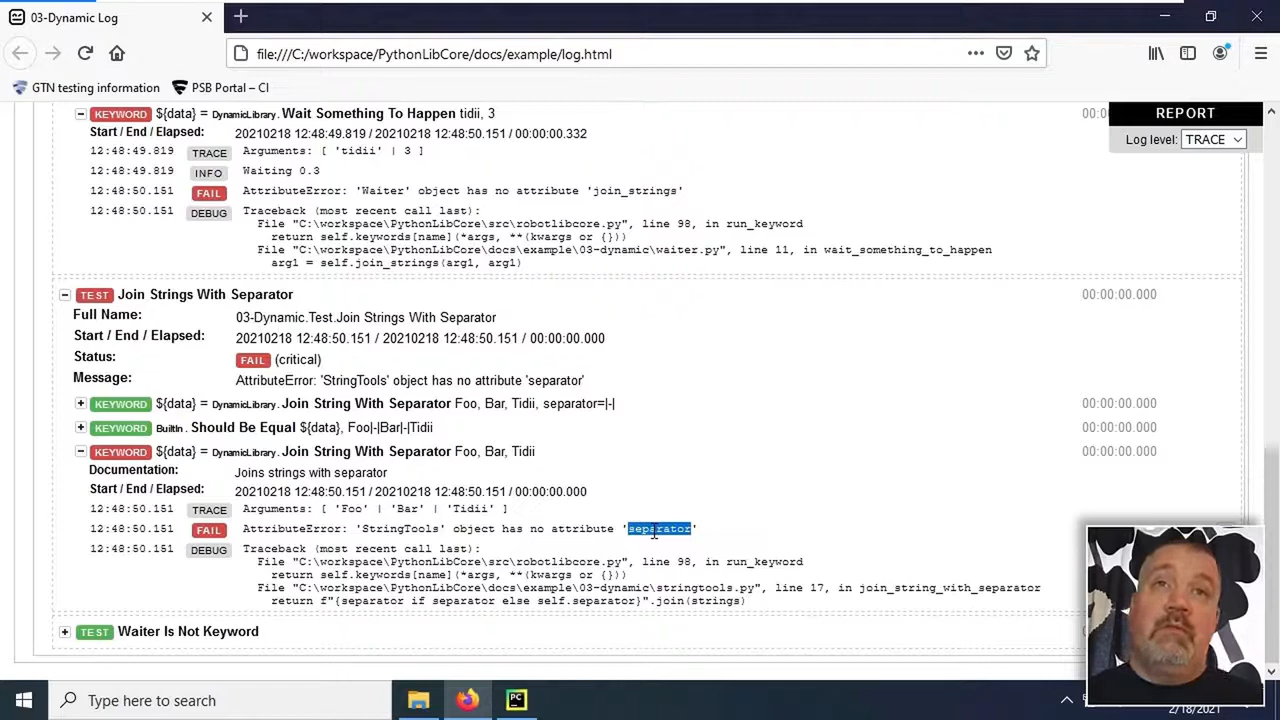 03-Dynamic Log
file:///C:/workspace/PythonLibCore/docs/example/log.html
GTN testing information
PSB Portal – CI
REPORT
Log level: TRACE
KEYWORD ${data} = DynamicLibrary. Wait Something To Happen tidii, 3
Start / End / Elapsed: 20210218 12:48:49.819 / 20210218 12:48:50.151 / 00:00:00.332
12:48:49.819 TRACE Arguments: [ 'tidii' | 3 ]
12:48:49.819 INFO Waiting 0.3
12:48:50.151 FAIL AttributeError: 'Waiter' object has no attribute 'join_strings'
12:48:50.151 DEBUG Traceback (most recent call last):
File "C:\workspace\PythonLibCore\src\robotlibcore.py", line 98, in run_keyword
return self.keywords[name](*args, **(kwargs or {}))
File "C:\workspace\PythonLibCore\docs\example\03-dynamic\waiter.py", line 11, in wait_something_to_happen
arg1 = self.join_strings(arg1, arg1)
TEST Join Strings With Separator 00:00:00.000
Full Name: 03-Dynamic.Test.Join Strings With Separator
Start / End / Elapsed: 20210218 12:48:50.151 / 20210218 12:48:50.151 / 00:00:00.000
Status: FAIL (critical)
Message: AttributeError: 'StringTools' object has no attribute 'separator'
KEYWORD ${data} = DynamicLibrary. Join String With Separator Foo, Bar, Tidii, separator=|-| 00:00:00.000
KEYWORD BuiltIn. Should Be Equal ${data}, Foo|-|Bar|-|Tidii 00:00:00.000
KEYWORD ${data} = DynamicLibrary. Join String With Separator Foo, Bar, Tidii 00:00:00.000
Documentation: Joins strings with separator
Start / End / Elapsed: 20210218 12:48:50.151 / 20210218 12:48:50.151 / 00:00:00.000
12:48:50.151 TRACE Arguments: [ 'Foo' | 'Bar' | 'Tidii' ]
12:48:50.151 FAIL AttributeError: 'StringTools' object has no attribute 'separator'
12:48:50.151 DEBUG Traceback (most recent call last):
File "C:\workspace\PythonLibCore\src\robotlibcore.py", line 98, in run_keyword
return self.keywords[name](*args, **(kwargs or {}))
File "C:\workspace\PythonLibCore\docs\example\03-dynamic\stringtools.py", line 17, in join_string_with_separator
return f"{separator if separator else self.separator}".join(strings)
TEST Waiter Is Not Keyword
Type here to search
PC
2/18/2021